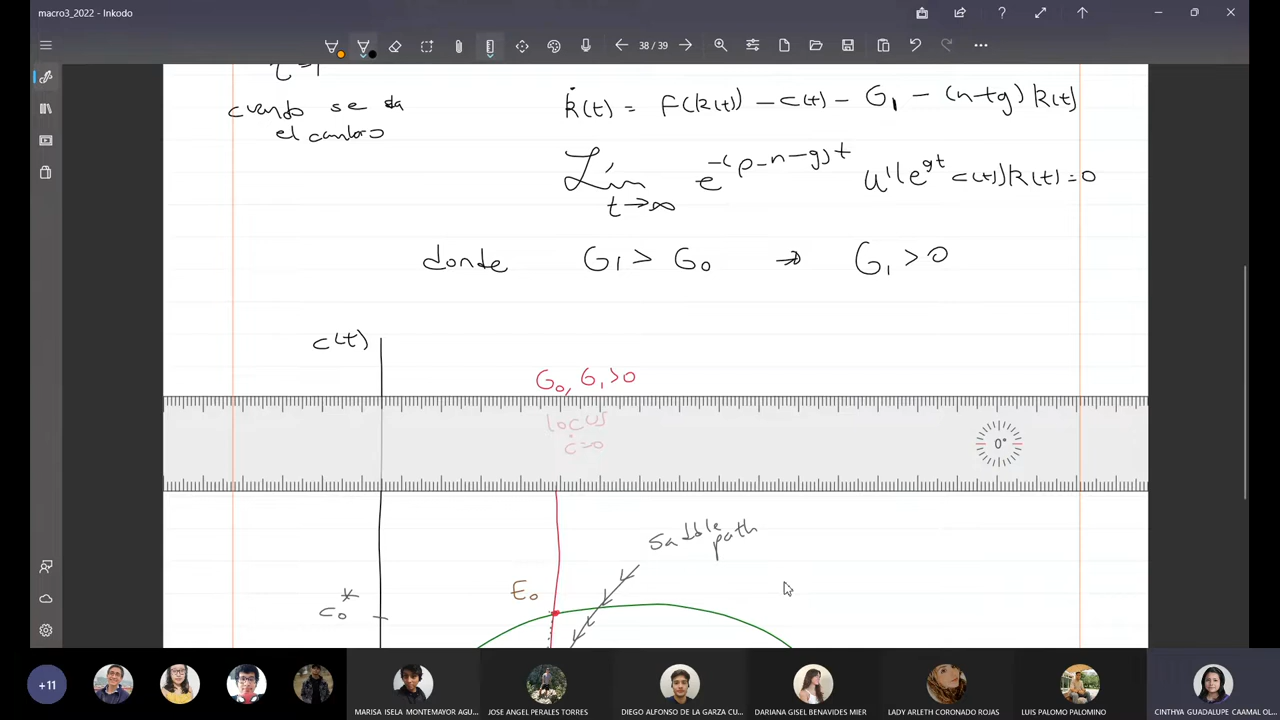 macro3_2022 - Inkodo
38 / 39
cuando se da
el cambio
k̇(t) = F(k(t)) - c(t) - G₁ - (n+g) k(t)
Lím e^-(ρ-n-g)t u'(e^gt c(t))k(t)=0
t→∞
donde G₁ > G₀ → G₁ > 0
c(t)
G₀, G₁>0
locus
ċ=0
0°
saddle
path
E₀
c₀*
+11
MARISA ISELA MONTEMAYOR AGU...
JOSE ANGEL PERALES TORRES
DIEGO ALFONSO DE LA GARZA CU...
DARIANA GISEL BENAVIDES MIER
LADY ARLETH CORONADO ROJAS
LUIS PALOMO PALOMINO
CINTHYA GUADALUPE CAAMAL OL...